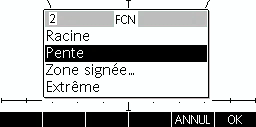 2 FCN
Racine
Pente
Zone signée...
Extrême
ANNUL OK